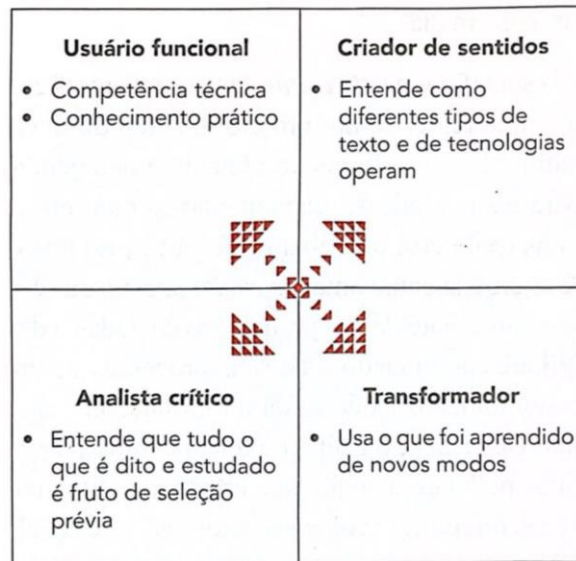 Usuário funcional
• Competência técnica
• Conhecimento prático
Criador de sentidos
• Entende como
diferentes tipos de
texto e de tecnologias
operam
Analista crítico
• Entende que tudo o
que é dito e estudado
é fruto de seleção
prévia
Transformador
• Usa o que foi aprendido
de novos modos